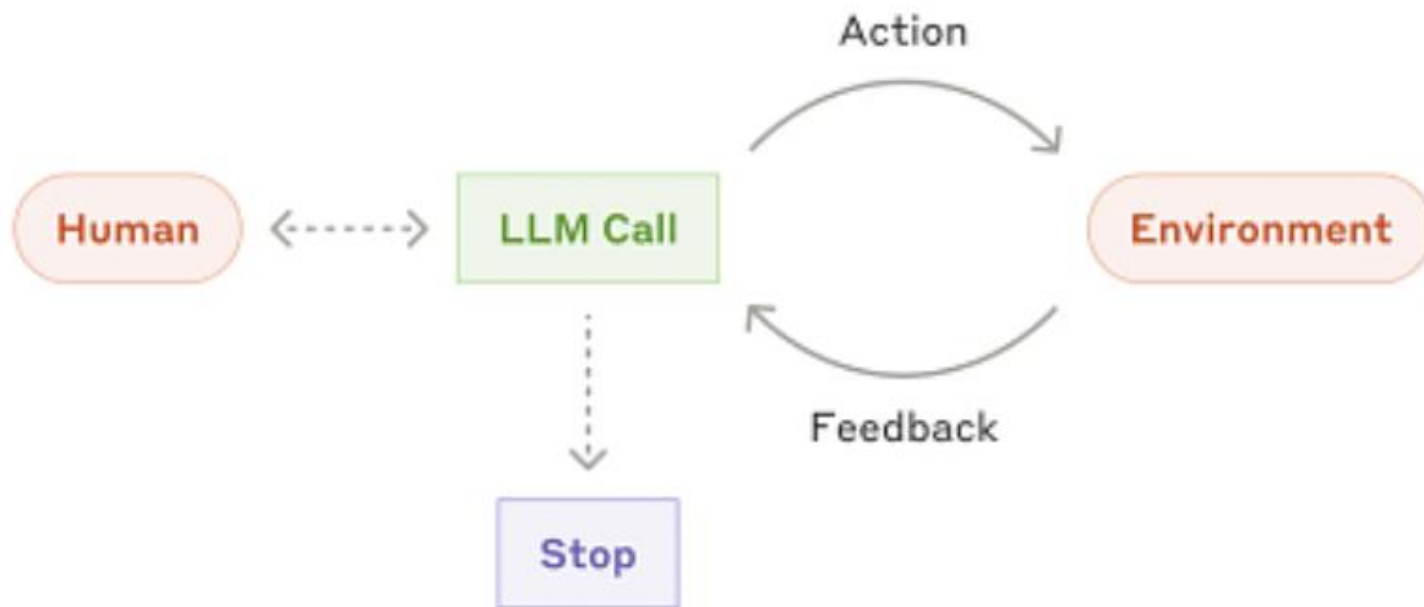 Action
Human
LLM Call
Environment
Feedback
Stop